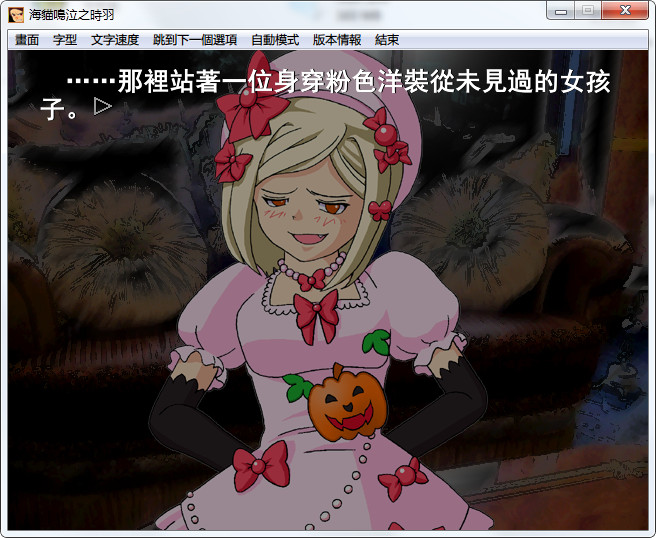 海貓鳴泣之時羽
畫面 字型 文字速度 跳到下一個選項 自動模式 版本情報 結束
……那裡站著一位身穿粉色洋裝從未見過的女孩
子。